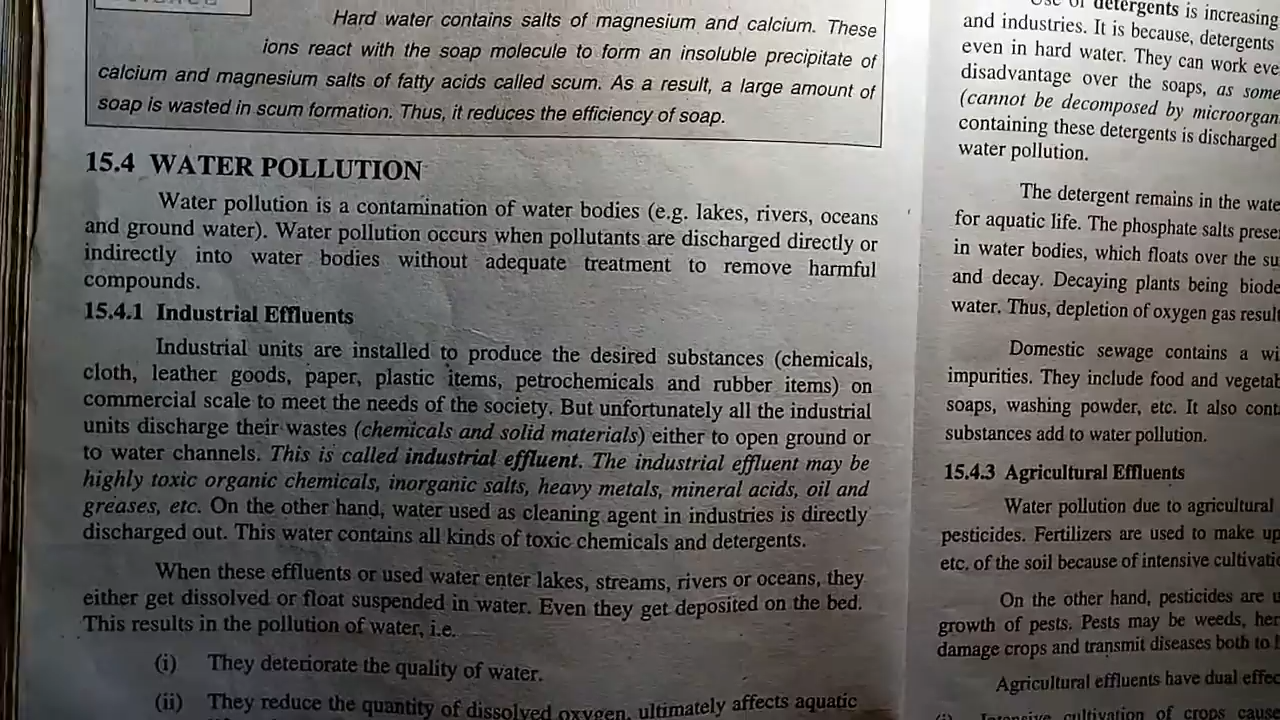 Hard water contains salts of magnesium and calcium. These
ions react with the soap molecule to form an insoluble precipitate of
calcium and magnesium salts of fatty acids called scum. As a result, a large amount of
soap is wasted in scum formation. Thus, it reduces the efficiency of soap.
15.4 WATER POLLUTION
Water pollution is a contamination of water bodies (e.g. lakes, rivers, oceans
and ground water). Water pollution occurs when pollutants are discharged directly or
indirectly into water bodies without adequate treatment to remove harmful
compounds.
15.4.1 Industrial Effluents
Industrial units are installed to produce the desired substances (chemicals,
cloth, leather goods, paper, plastic items, petrochemicals and rubber items) on
commercial scale to meet the needs of the society. But unfortunately all the industrial
units discharge their wastes (chemicals and solid materials) either to open ground or
to water channels. This is called industrial effluent. The industrial effluent may be
highly toxic organic chemicals, inorganic salts, heavy metals, mineral acids, oil and
greases, etc. On the other hand, water used as cleaning agent in industries is directly
discharged out. This water contains all kinds of toxic chemicals and detergents.
When these effluents or used water enter lakes, streams, rivers or oceans, they
either get dissolved or float suspended in water. Even they get deposited on the bed.
This results in the pollution of water, i.e.
(i) They deteriorate the quality of water.
(ii) They reduce the quantity of dissolved oxygen, ultimately affects aquatic
detergents is increasing
and industries. It is because, detergents
even in hard water. They can work
disadvantage over the soaps, as some
(cannot be decomposed by
containing these detergents is discharged
water pollution.
The detergent remains in the
for aquatic life. The phosphate salts
in water bodies, which floats over the
and decay. Decaying plants being
water. Thus, depletion of oxygen gas
Domestic sewage contains a
impurities. They include food and
soaps, washing powder, etc. It also
substances add to water pollution.
15.4.3 Agricultural Effluents
Water pollution due to agricultural
pesticides. Fertilizers are used to make up
etc. of the soil because of intensive
On the other hand, pesticides are
growth of pests. Pests may be weeds,
damage crops and transmit diseases both to
Agricultural effluents have dual
cultivation of crops